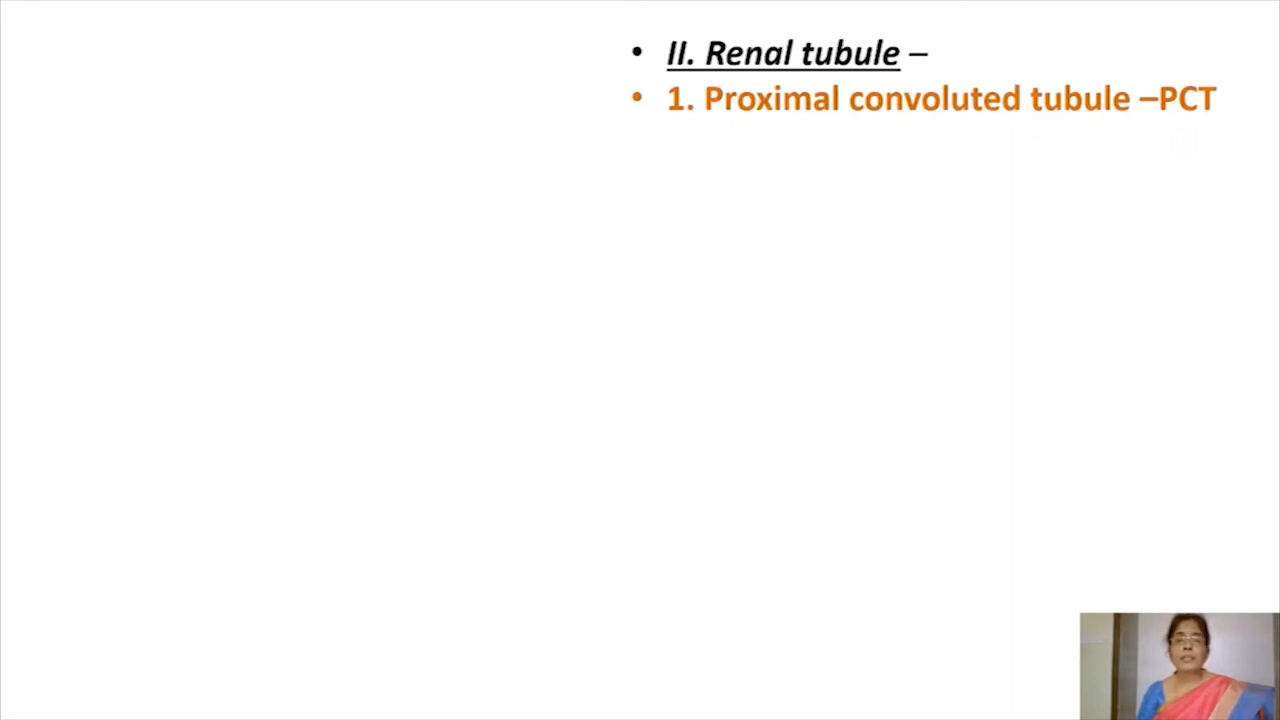 • II. Renal tubule –
• 1. Proximal convoluted tubule –PCT